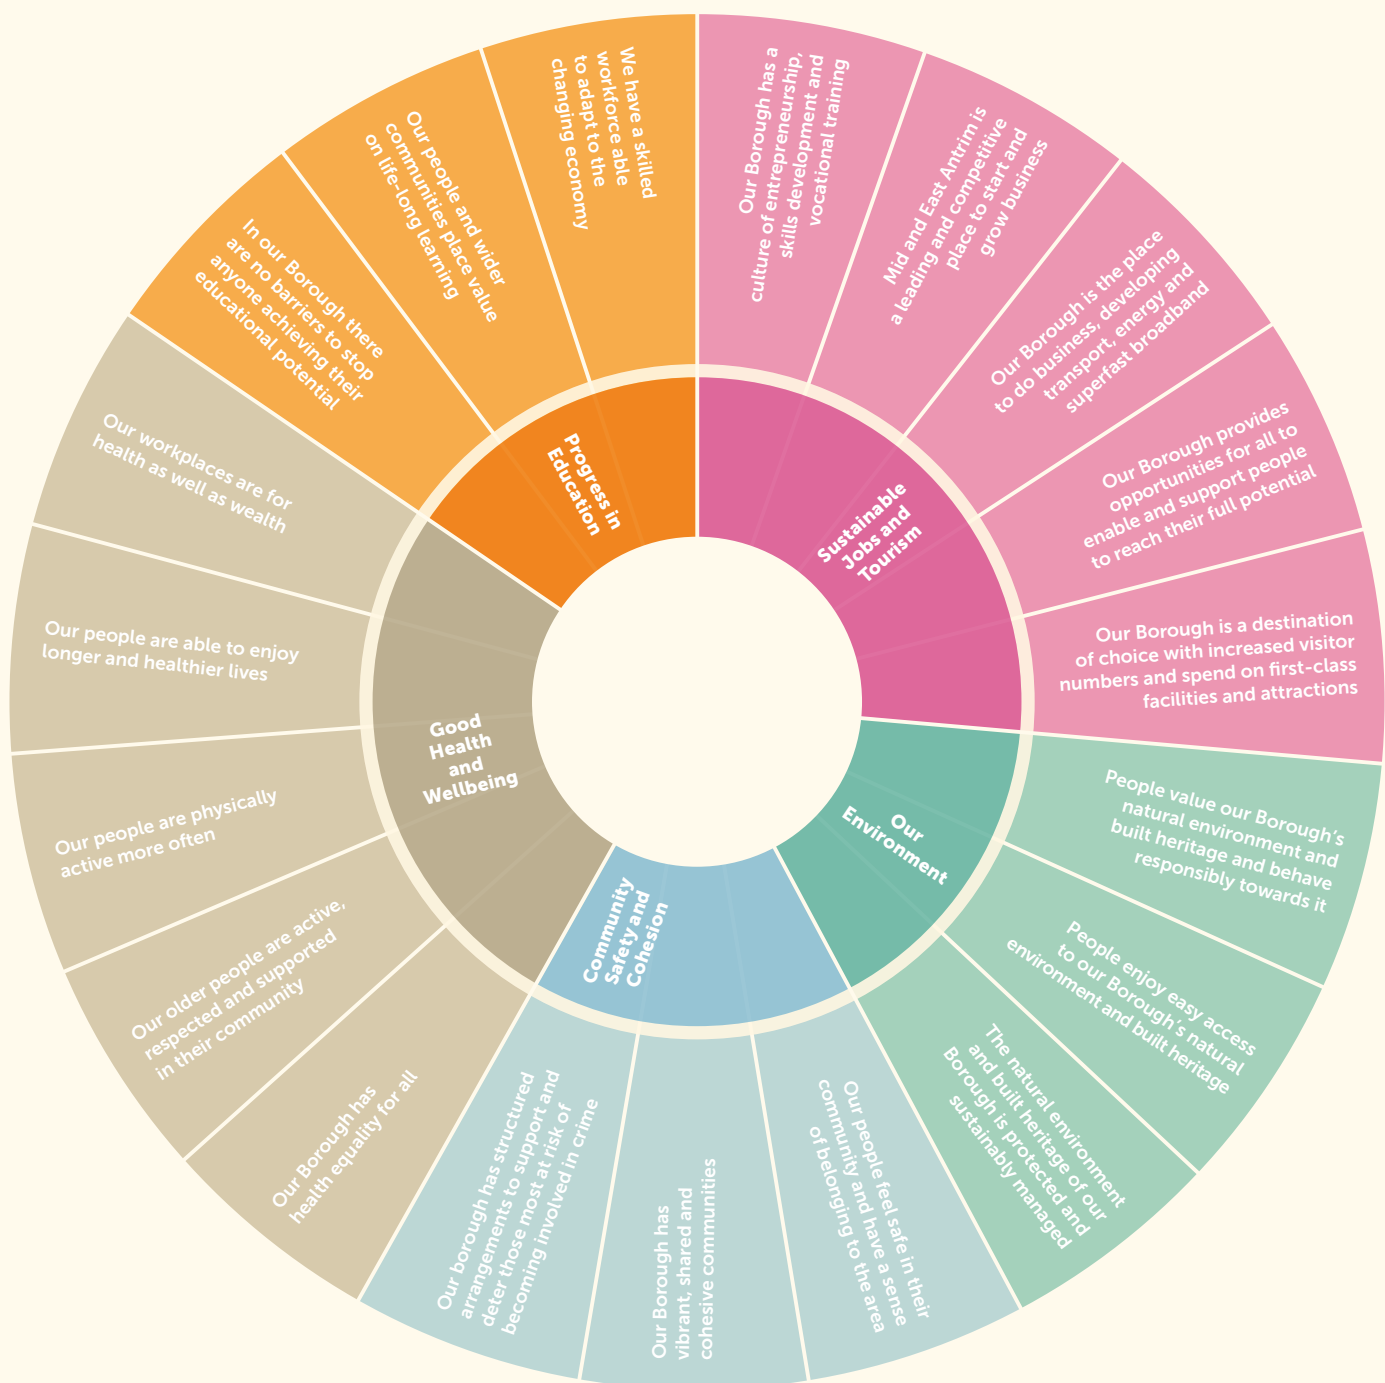 Sustainable
Jobs and
Tourism
Our Borough has a
culture of entrepreneurship,
skills development and
vocational training
Mid and East Antrim is
a leading and competitive
place to start and
grow business
Our Borough is the place
to do business, developing
transport, energy and
superfast broadband
Our Borough provides
opportunities for all to
enable and support people
to reach their full potential
Our Borough is a destination
of choice with increased visitor
numbers and spend on first-class
facilities and attractions
Our
Environment
People value our Borough's
natural environment and
built heritage and behave
responsibly towards it
People enjoy easy access
to our Borough's natural
environment and built heritage
The natural environment
and built heritage of our
Borough is protected and
sustainably managed
Community
Safety and
Cohesion
Our people feel safe in their
community and have a sense
of belonging to the area
Our Borough has
vibrant, shared and
cohesive communities
Our borough has structured
arrangements to support and
deter those most at risk of
becoming involved in crime
Good
Health
and
Wellbeing
Our Borough has
health equality for all
Our older people are active,
respected and supported
in their community
Our people are physically
active more often
Our people are able to enjoy
longer and healthier lives
Our workplaces are for
health as well as wealth
Progress in
Education
In our Borough there
are no barriers to stop
anyone achieving their
educational potential
Our people and wider
communities place value
on life-long learning
We have a skilled
workforce able
to adapt to the
changing economy